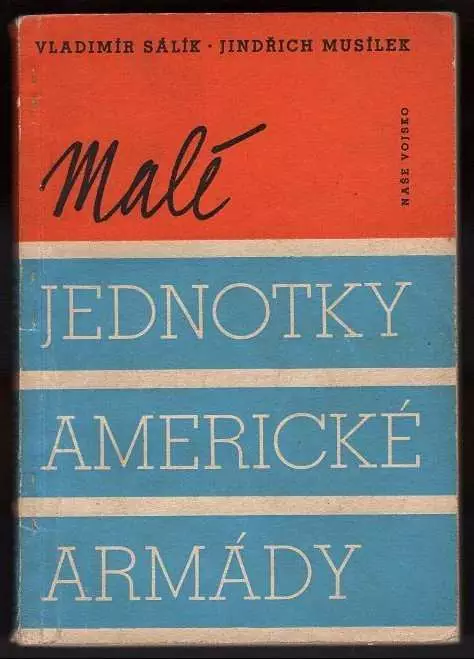 VLADIMÍR SÁLÍK · JINDŘICH MUSÍLEK
NAŠE VOJSKO
Malé
JEDNOTKY
AMERICKÉ
ARMÁDY